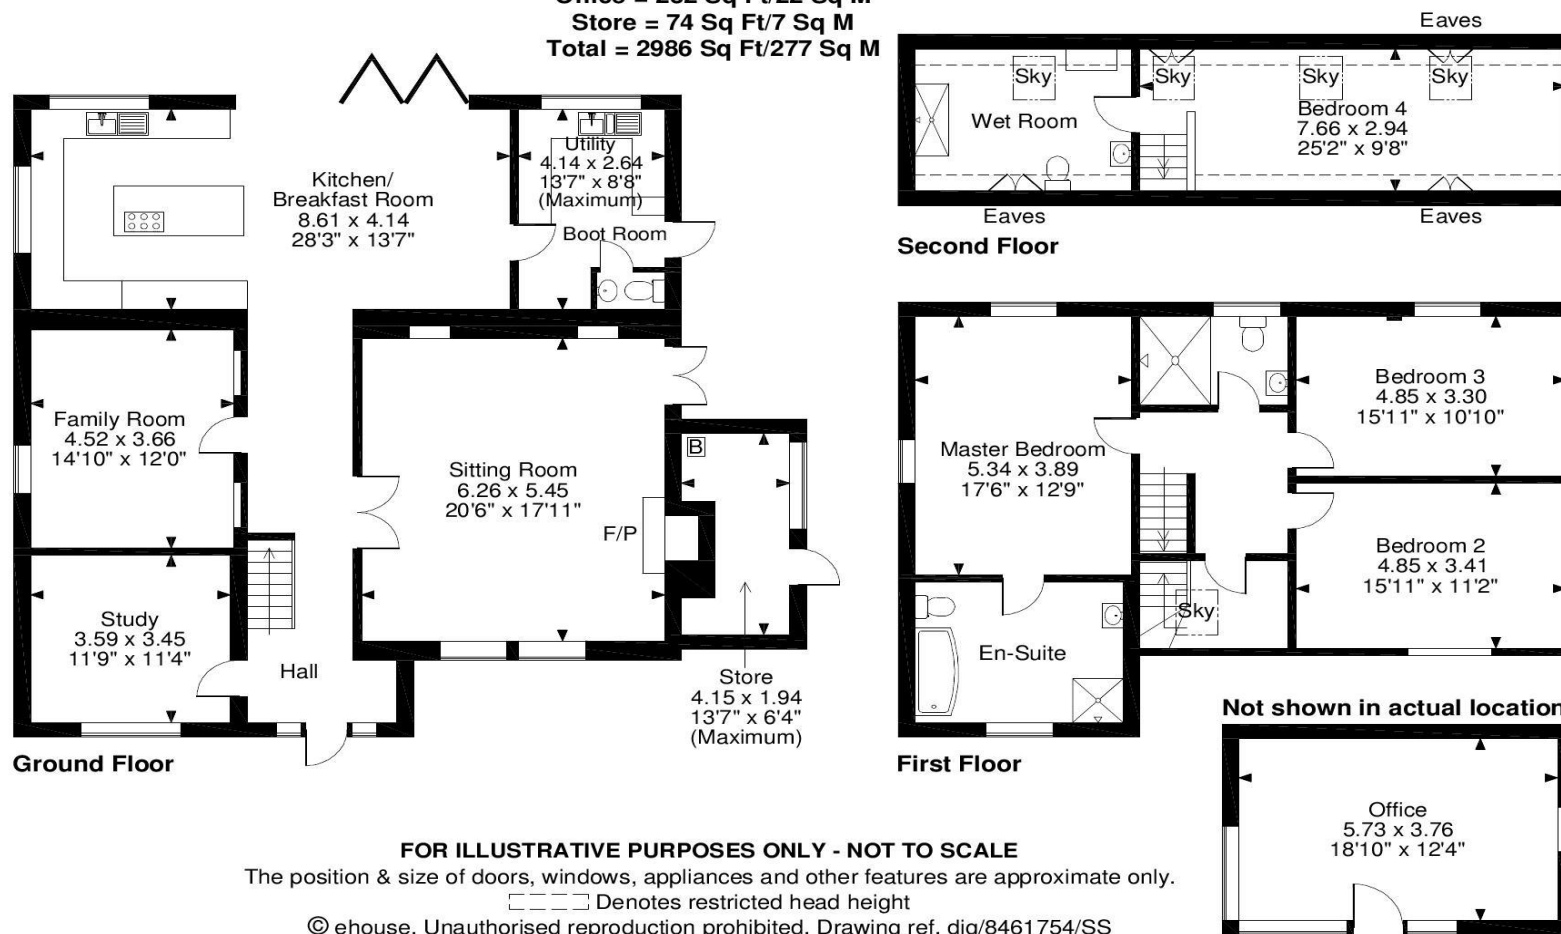 Office = 232 Sq Ft/22 Sq M
Store = 74 Sq Ft/7 Sq M
Total = 2986 Sq Ft/277 Sq M
Kitchen/
Breakfast Room
8.61 x 4.14
28'3" x 13'7"
Utility
4.14 x 2.64
13'7" x 8'8"
(Maximum)
Boot Room
Family Room
4.52 x 3.66
14'10" x 12'0"
Sitting Room
6.26 x 5.45
20'6" x 17'11"
F/P
B
Study
3.59 x 3.45
11'9" x 11'4"
Hall
Store
4.15 x 1.94
13'7" x 6'4"
(Maximum)
Ground Floor
Eaves
Sky
Sky
Sky
Sky
Wet Room
Bedroom 4
7.66 x 2.94
25'2" x 9'8"
Eaves
Eaves
Second Floor
Master Bedroom
5.34 x 3.89
17'6" x 12'9"
Bedroom 3
4.85 x 3.30
15'11" x 10'10"
Bedroom 2
4.85 x 3.41
15'11" x 11'2"
Sky
En-Suite
First Floor
Not shown in actual location
Office
5.73 x 3.76
18'10" x 12'4"
FOR ILLUSTRATIVE PURPOSES ONLY - NOT TO SCALE
The position & size of doors, windows, appliances and other features are approximate only.
Denotes restricted head height
© ehouse. Unauthorised reproduction prohibited. Drawing ref. dig/8461754/SS